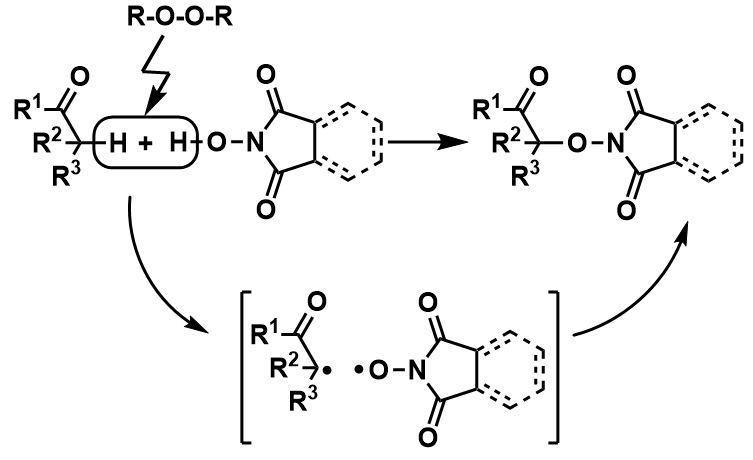 R-O-O-R
O O O O
R¹ R¹
R² H + H-O-N R² O-N
R³ R³
O O
O O
R¹
R² • •O-N
R³
O